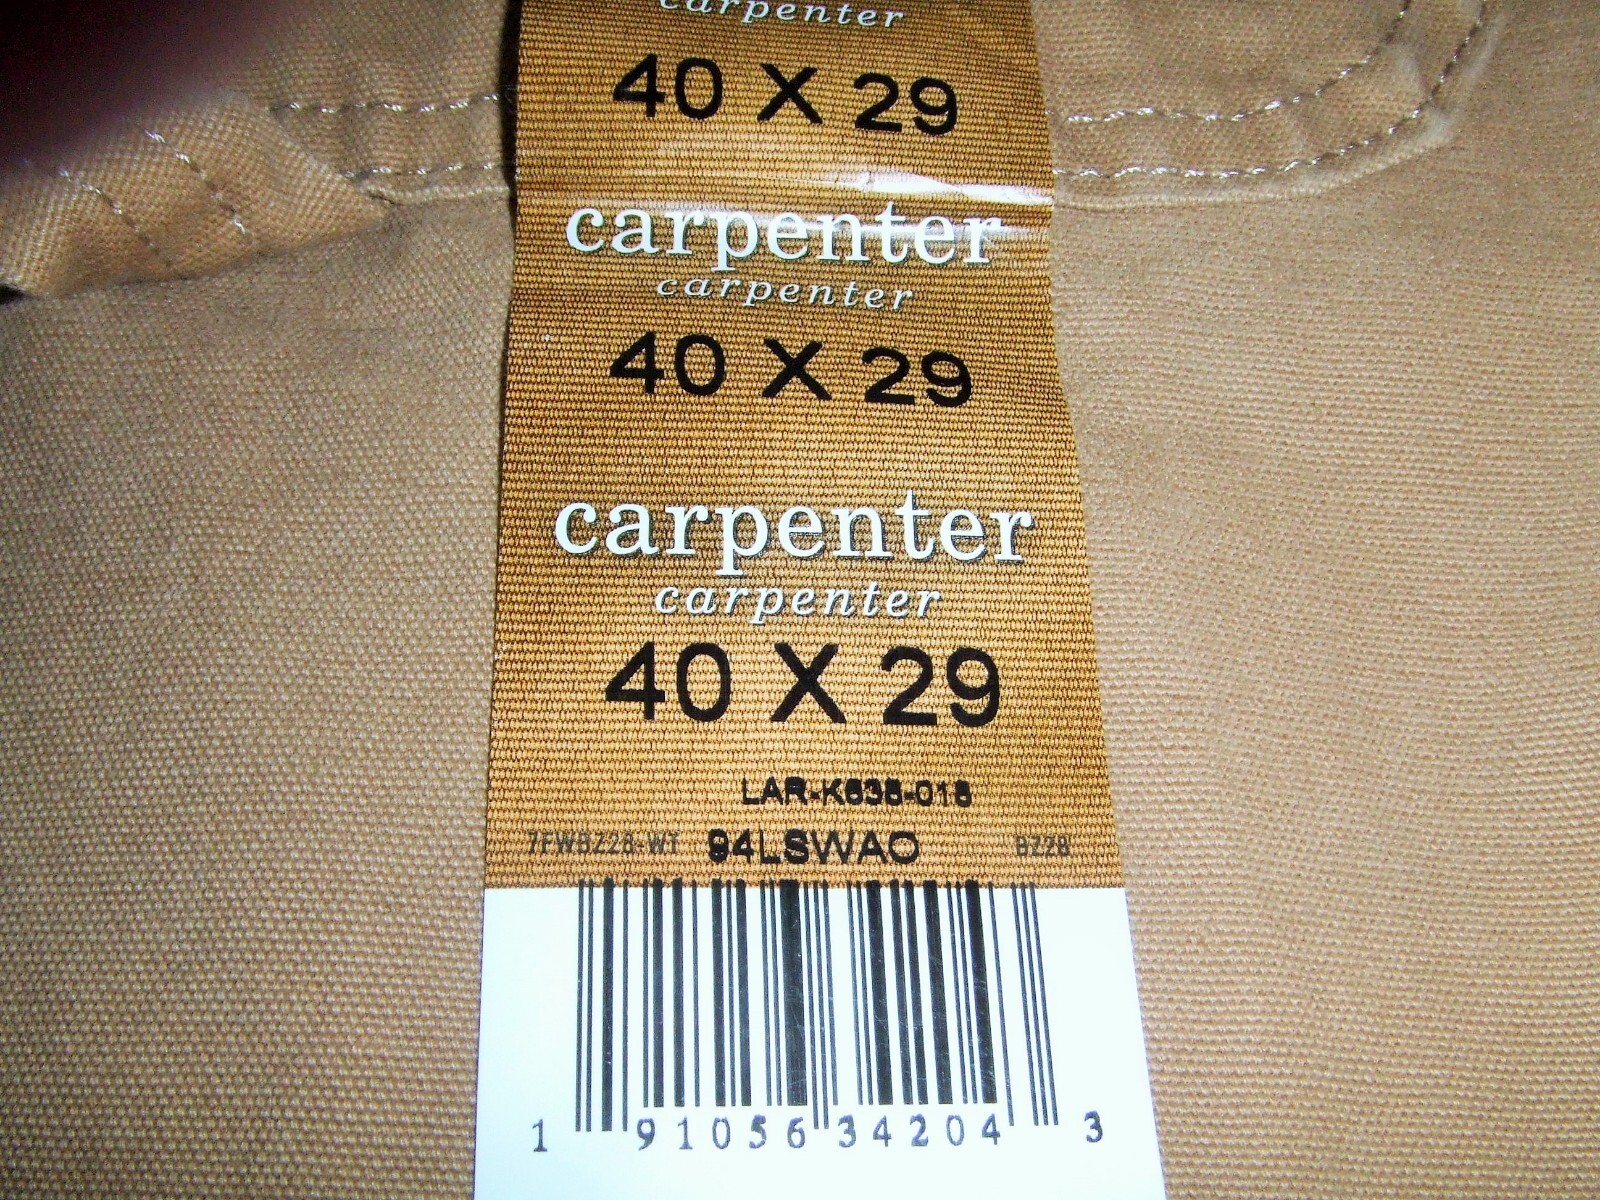 carpenter
40 X 29
carpenter
carpenter
40 X 29
carpenter
carpenter
40 X 29
LAR-K638-018
7FWBZ28-WT 94LSWAO BZ28
1 91056 34204 3